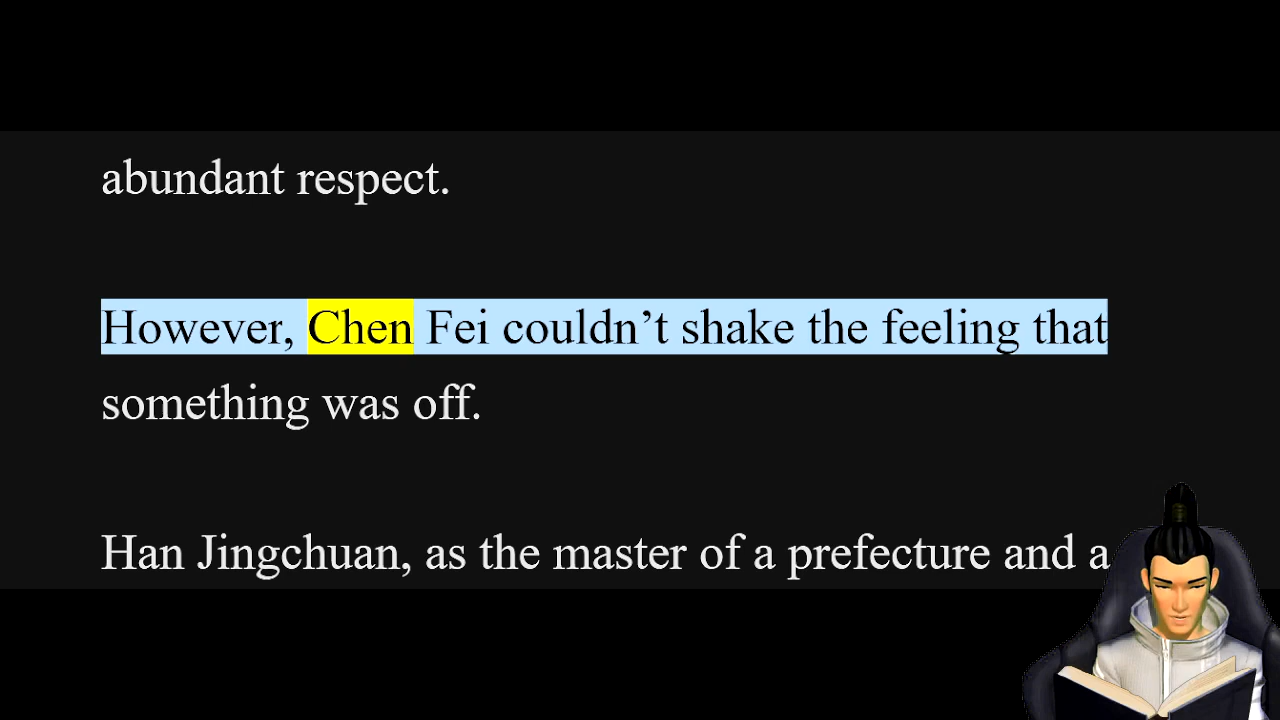 abundant respect.
However, Chen Fei couldn’t shake the feeling that
something was off.
Han Jingchuan, as the master of a prefecture and a